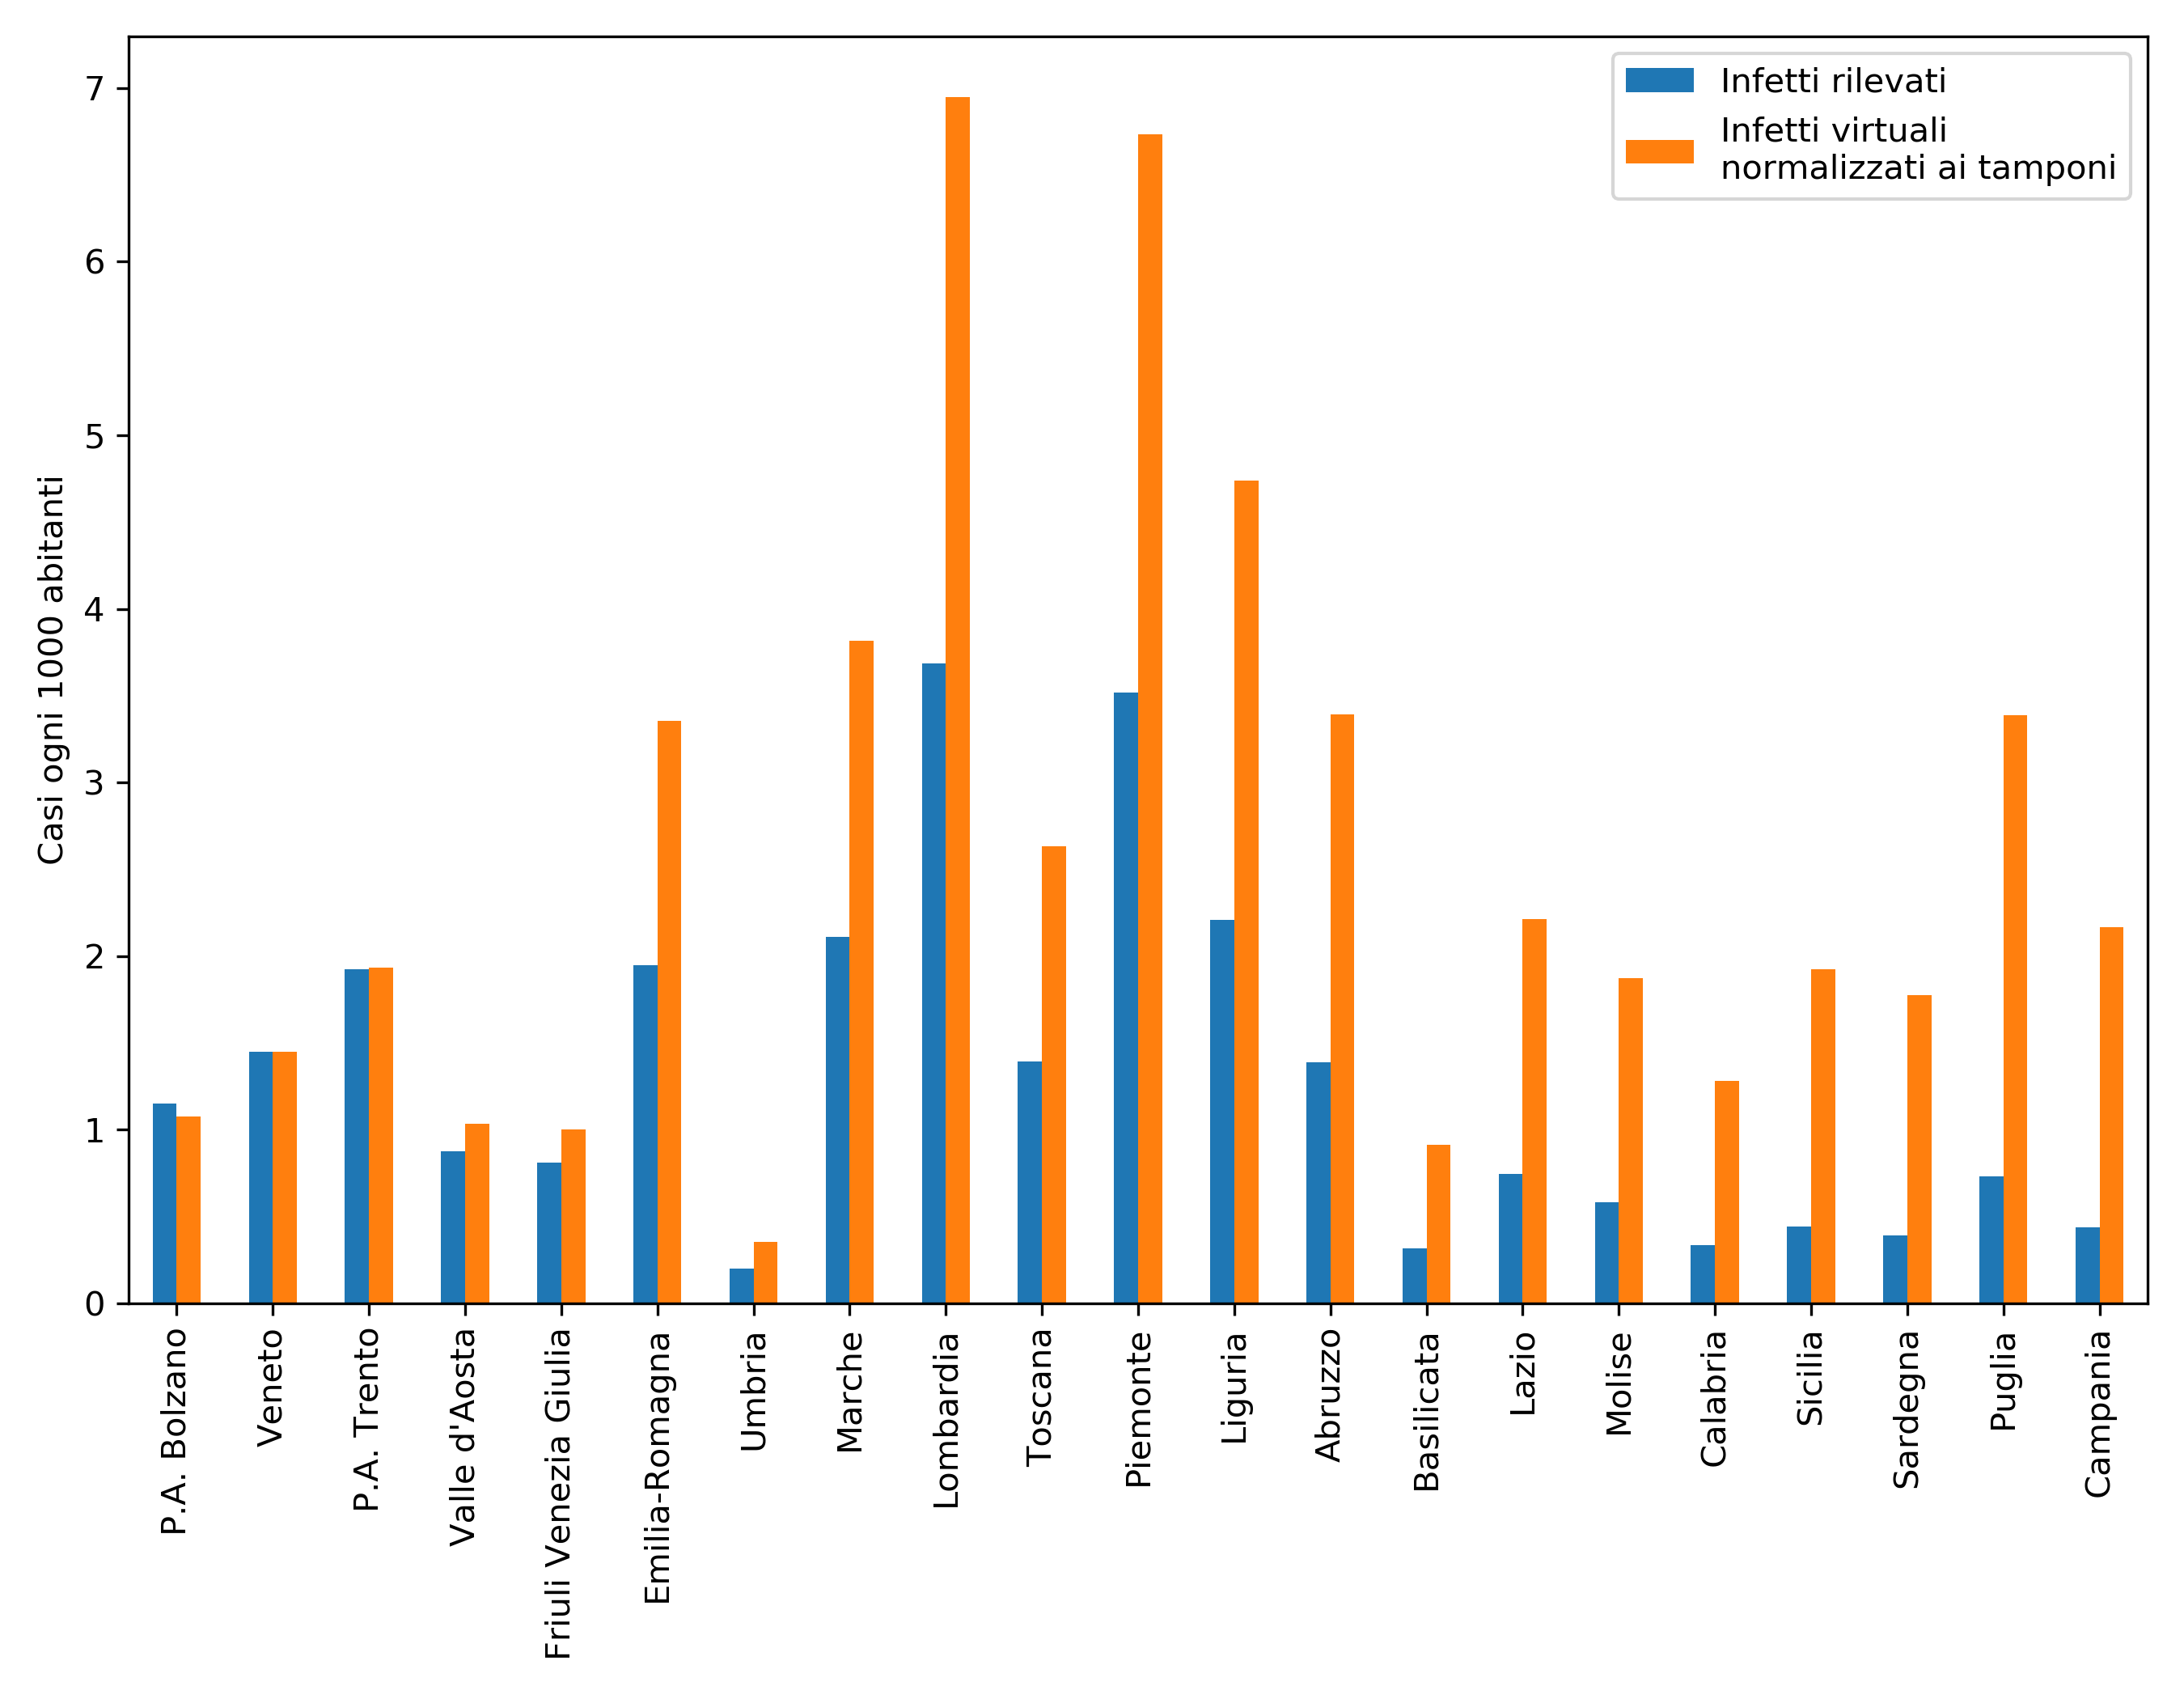 Infetti rilevati
Infetti virtuali
normalizzati ai tamponi
Casi ogni 1000 abitanti
7
6
5
4
3
2
1
0
P.A. Bolzano
Veneto
P.A. Trento
Valle d'Aosta
Friuli Venezia Giulia
Emilia-Romagna
Umbria
Marche
Lombardia
Toscana
Piemonte
Liguria
Abruzzo
Basilicata
Lazio
Molise
Calabria
Sicilia
Sardegna
Puglia
Campania